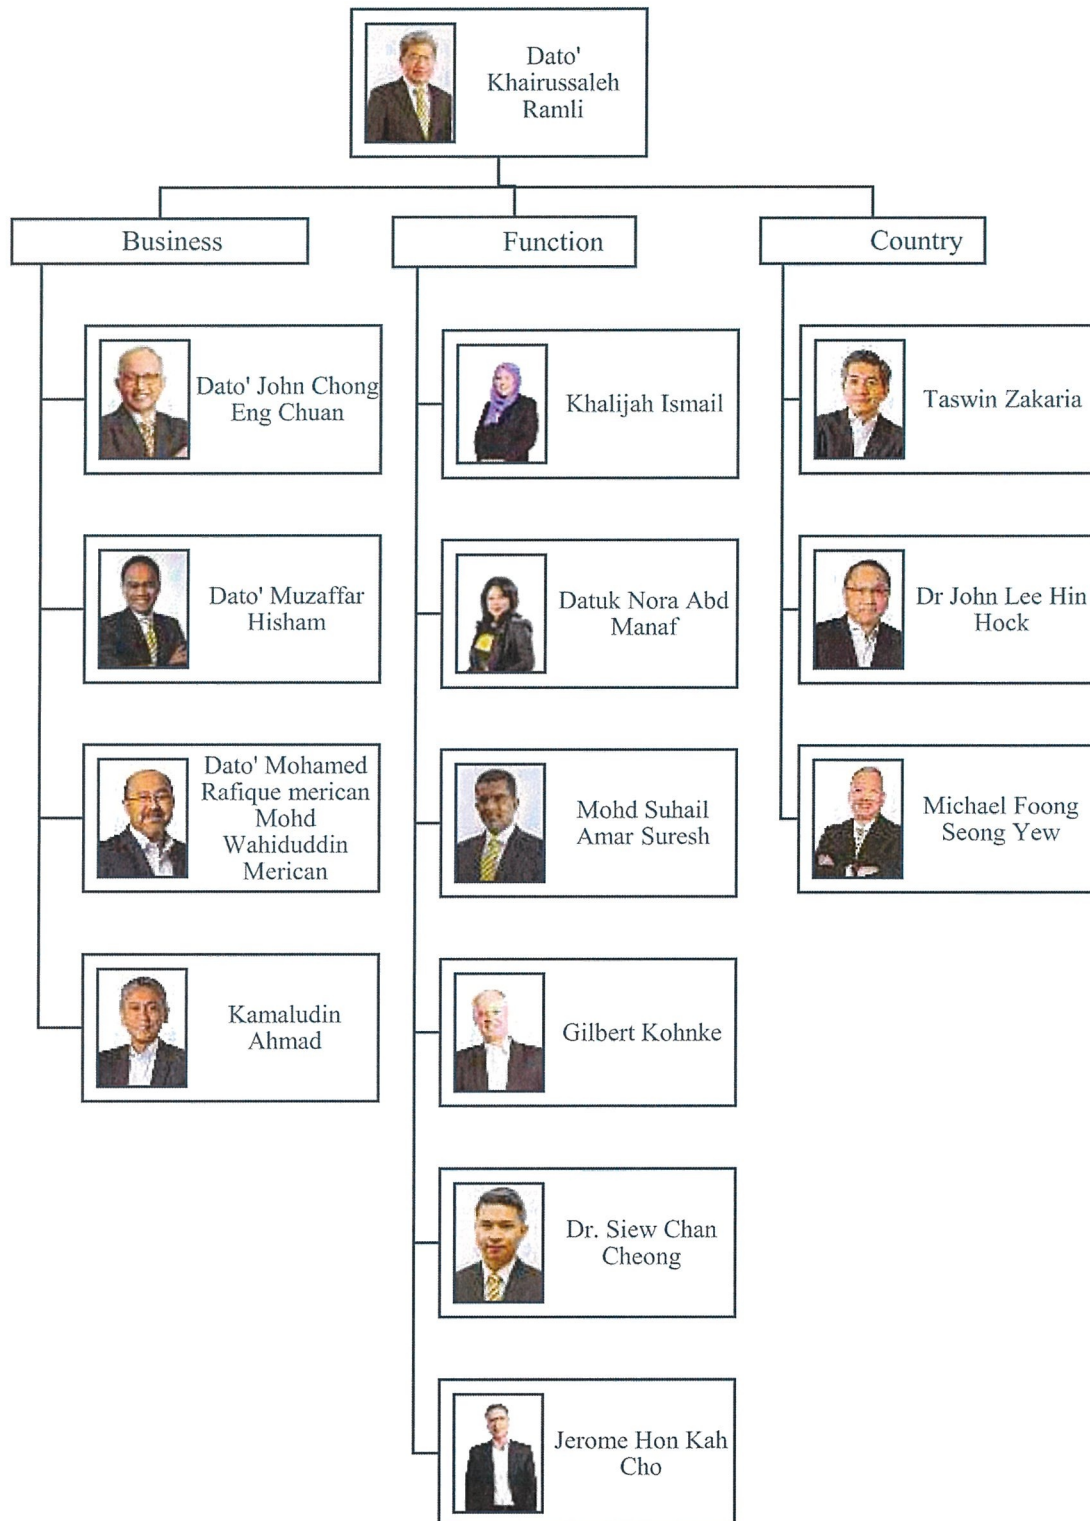 Dato'
Khairussaleh
Ramli
Business
Function
Country
Dato' John Chong
Eng Chuan
Dato' Muzaffar
Hisham
Dato' Mohamed
Rafique merican
Mohd
Wahiduddin
Merican
Kamaludin
Ahmad
Khalijah Ismail
Datuk Nora Abd
Manaf
Mohd Suhail
Amar Suresh
Gilbert Kohnke
Dr. Siew Chan
Cheong
Jerome Hon Kah
Cho
Taswin Zakaria
Dr John Lee Hin
Hock
Michael Foong
Seong Yew